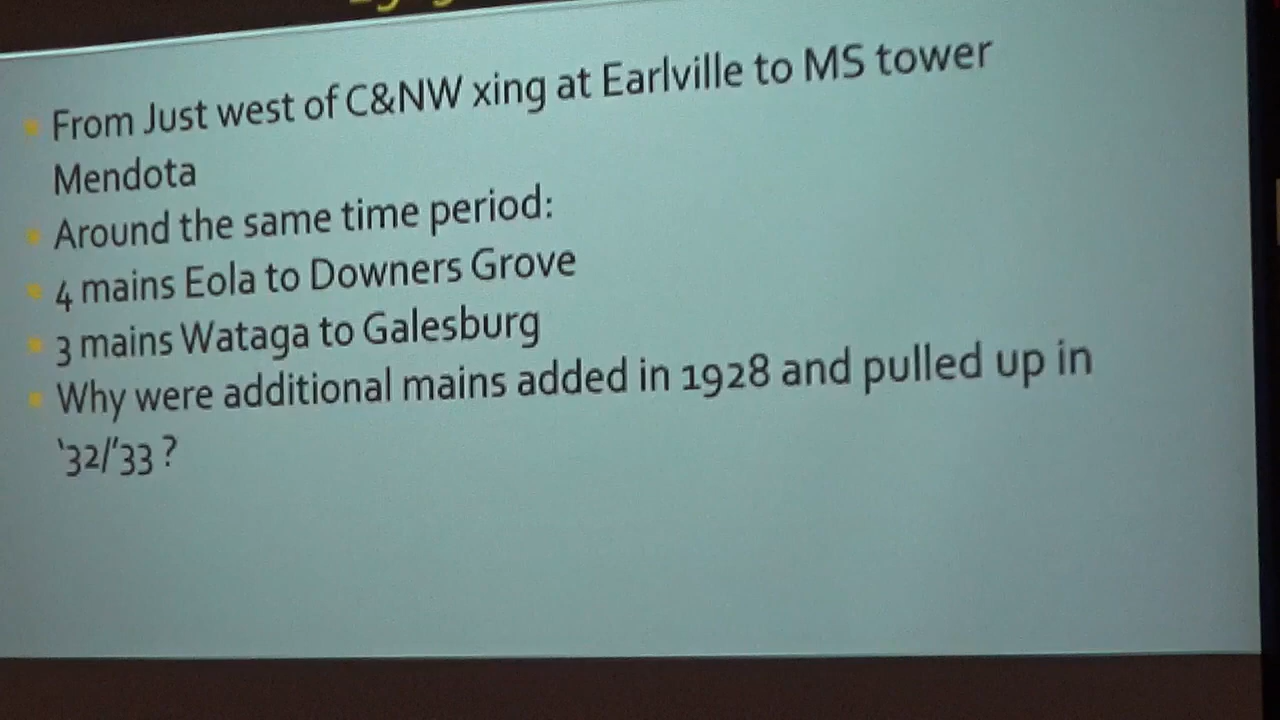 From Just west of C&NW xing at Earlville to MS tower
Mendota
Around the same time period:
4 mains Eola to Downers Grove
3 mains Wataga to Galesburg
Why were additional mains added in 1928 and pulled up in
'32/'33 ?